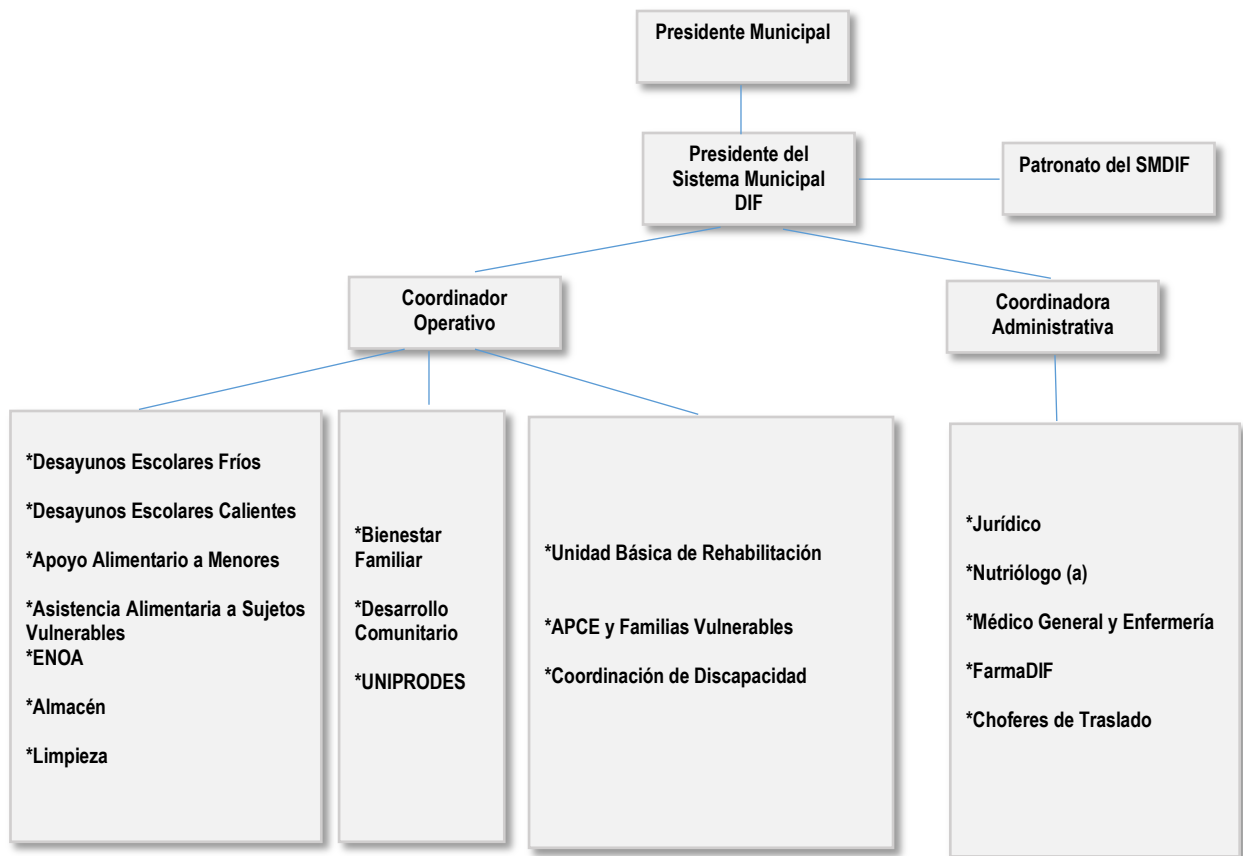 Presidente Municipal
Presidente del
Sistema Municipal
DIF
Patronato del SMDIF
Coordinador
Operativo
Coordinadora
Administrativa
*Desayunos Escolares Fríos
*Desayunos Escolares Calientes
*Apoyo Alimentario a Menores
*Asistencia Alimentaria a Sujetos
Vulnerables
*ENOA
*Almacén
*Limpieza
*Bienestar
Familiar
*Desarrollo
Comunitario
*UNIPRODES
*Unidad Básica de Rehabilitación
*APCE y Familias Vulnerables
*Coordinación de Discapacidad
*Jurídico
*Nutriólogo (a)
*Médico General y Enfermería
*FarmaDIF
*Choferes de Traslado